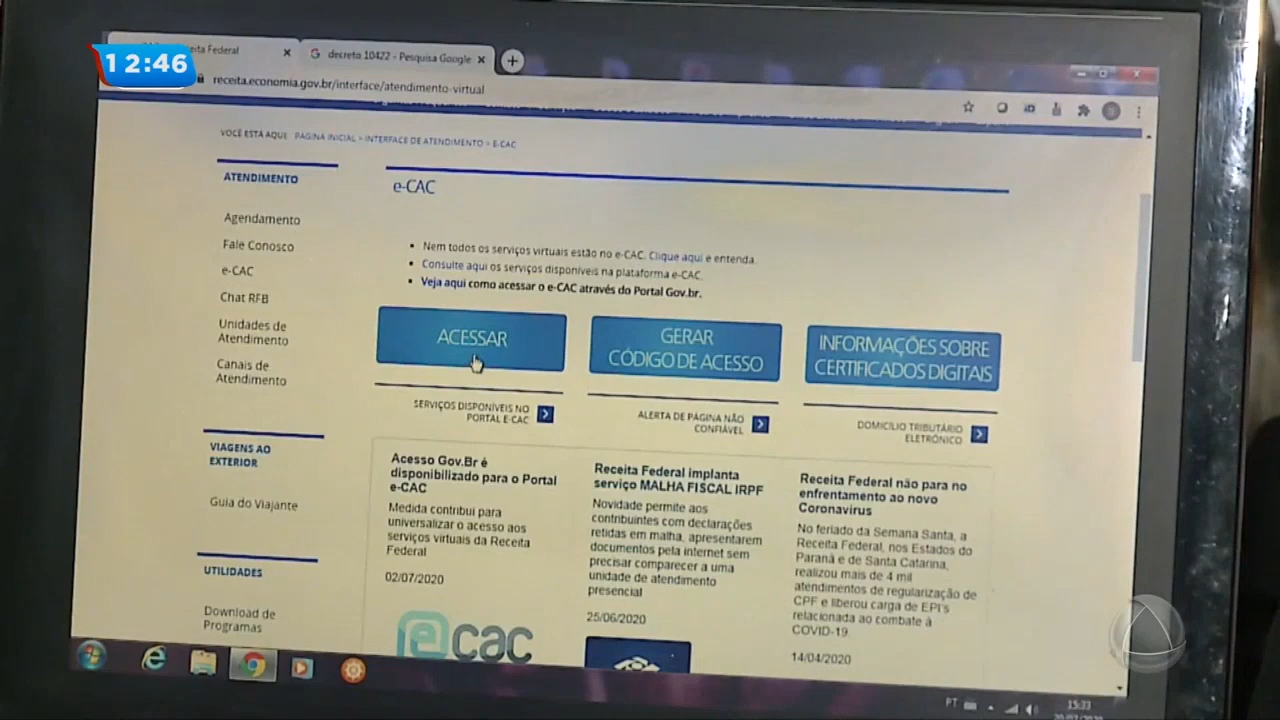 12:46
ita Federal
decreto 10422 - Pesquisa Google
receita.economia.gov.br/interface/atendimento-virtual
VOCÊ ESTÁ AQUI: PÁGINA INICIAL > INTERFACE DE ATENDIMENTO > E-CAC
ATENDIMENTO
Agendamento
Fale Conosco
e-CAC
Chat RFB
Unidades de
Atendimento
Canais de
Atendimento
VIAGENS AO
EXTERIOR
Guia do Viajante
UTILIDADES
Download de
Programas
e-CAC
Nem todos os serviços virtuais estão no e-CAC. Clique aqui e entenda.
Consulte aqui os serviços disponíveis na plataforma e-CAC.
Veja aqui como acessar o e-CAC através do Portal Gov.br.
ACESSAR
GERAR
CÓDIGO DE ACESSO
INFORMAÇÕES SOBRE
CERTIFICADOS DIGITAIS
SERVIÇOS DISPONÍVEIS NO
PORTAL E-CAC
ALERTA DE PÁGINA NÃO
CONFIÁVEL
DOMICÍLIO TRIBUTÁRIO
ELETRÔNICO
Acesso Gov.Br é
disponibilizado para o Portal
e-CAC
Medida contribui para
universalizar o acesso aos
serviços virtuais da Receita
Federal
02/07/2020
ecac
Receita Federal implanta
serviço MALHA FISCAL IRPF
Novidade permite aos
contribuintes com declarações
retidas em malha, apresentarem
documentos pela internet sem
precisar comparecer a uma
unidade de atendimento
presencial
25/06/2020
Receita Federal não para no
enfrentamento ao novo
Coronavírus
No feriado da Semana Santa, a
Receita Federal, nos Estados do
Paraná e de Santa Catarina,
realizou mais de 4 mil
atendimentos de regularização de
CPF e liberou carga de EPI's
relacionada ao combate à
COVID-19.
14/04/2020
PT
15:33